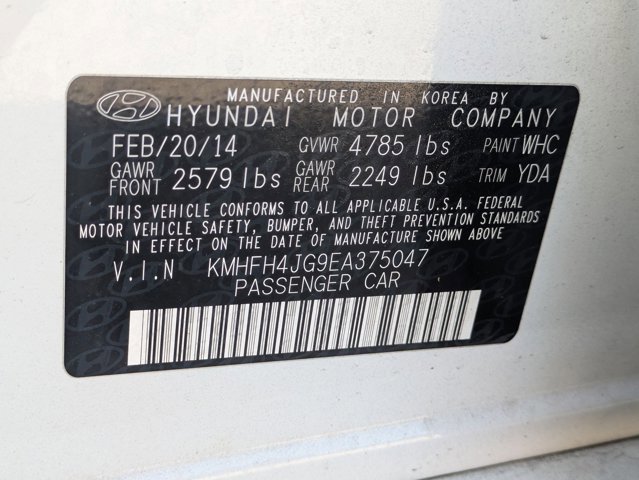 MANUFACTURED IN KOREA BY
HYUNDAI MOTOR COMPANY
FEB/20/14 GVWR 4785 lbs PAINT WHC
GAWR FRONT 2579 lbs GAWR REAR 2249 lbs TRIM YDA
THIS VEHICLE CONFORMS TO ALL APPLICABLE U.S.A. FEDERAL
MOTOR VEHICLE SAFETY, BUMPER, AND THEFT PREVENTION STANDARDS
IN EFFECT ON THE DATE OF MANUFACTURE SHOWN ABOVE
V.I.N KMHFH4JG9EA375047
PASSENGER CAR